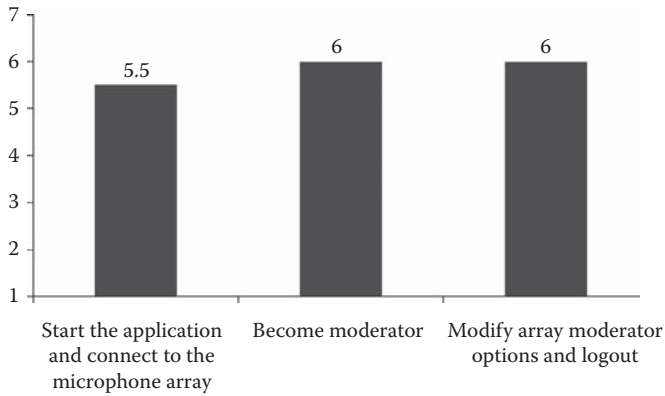 7
6
5
4
3
2
1
5.5
6
6
Start the application
and connect to the
microphone array
Become moderator
Modify array moderator
options and logout